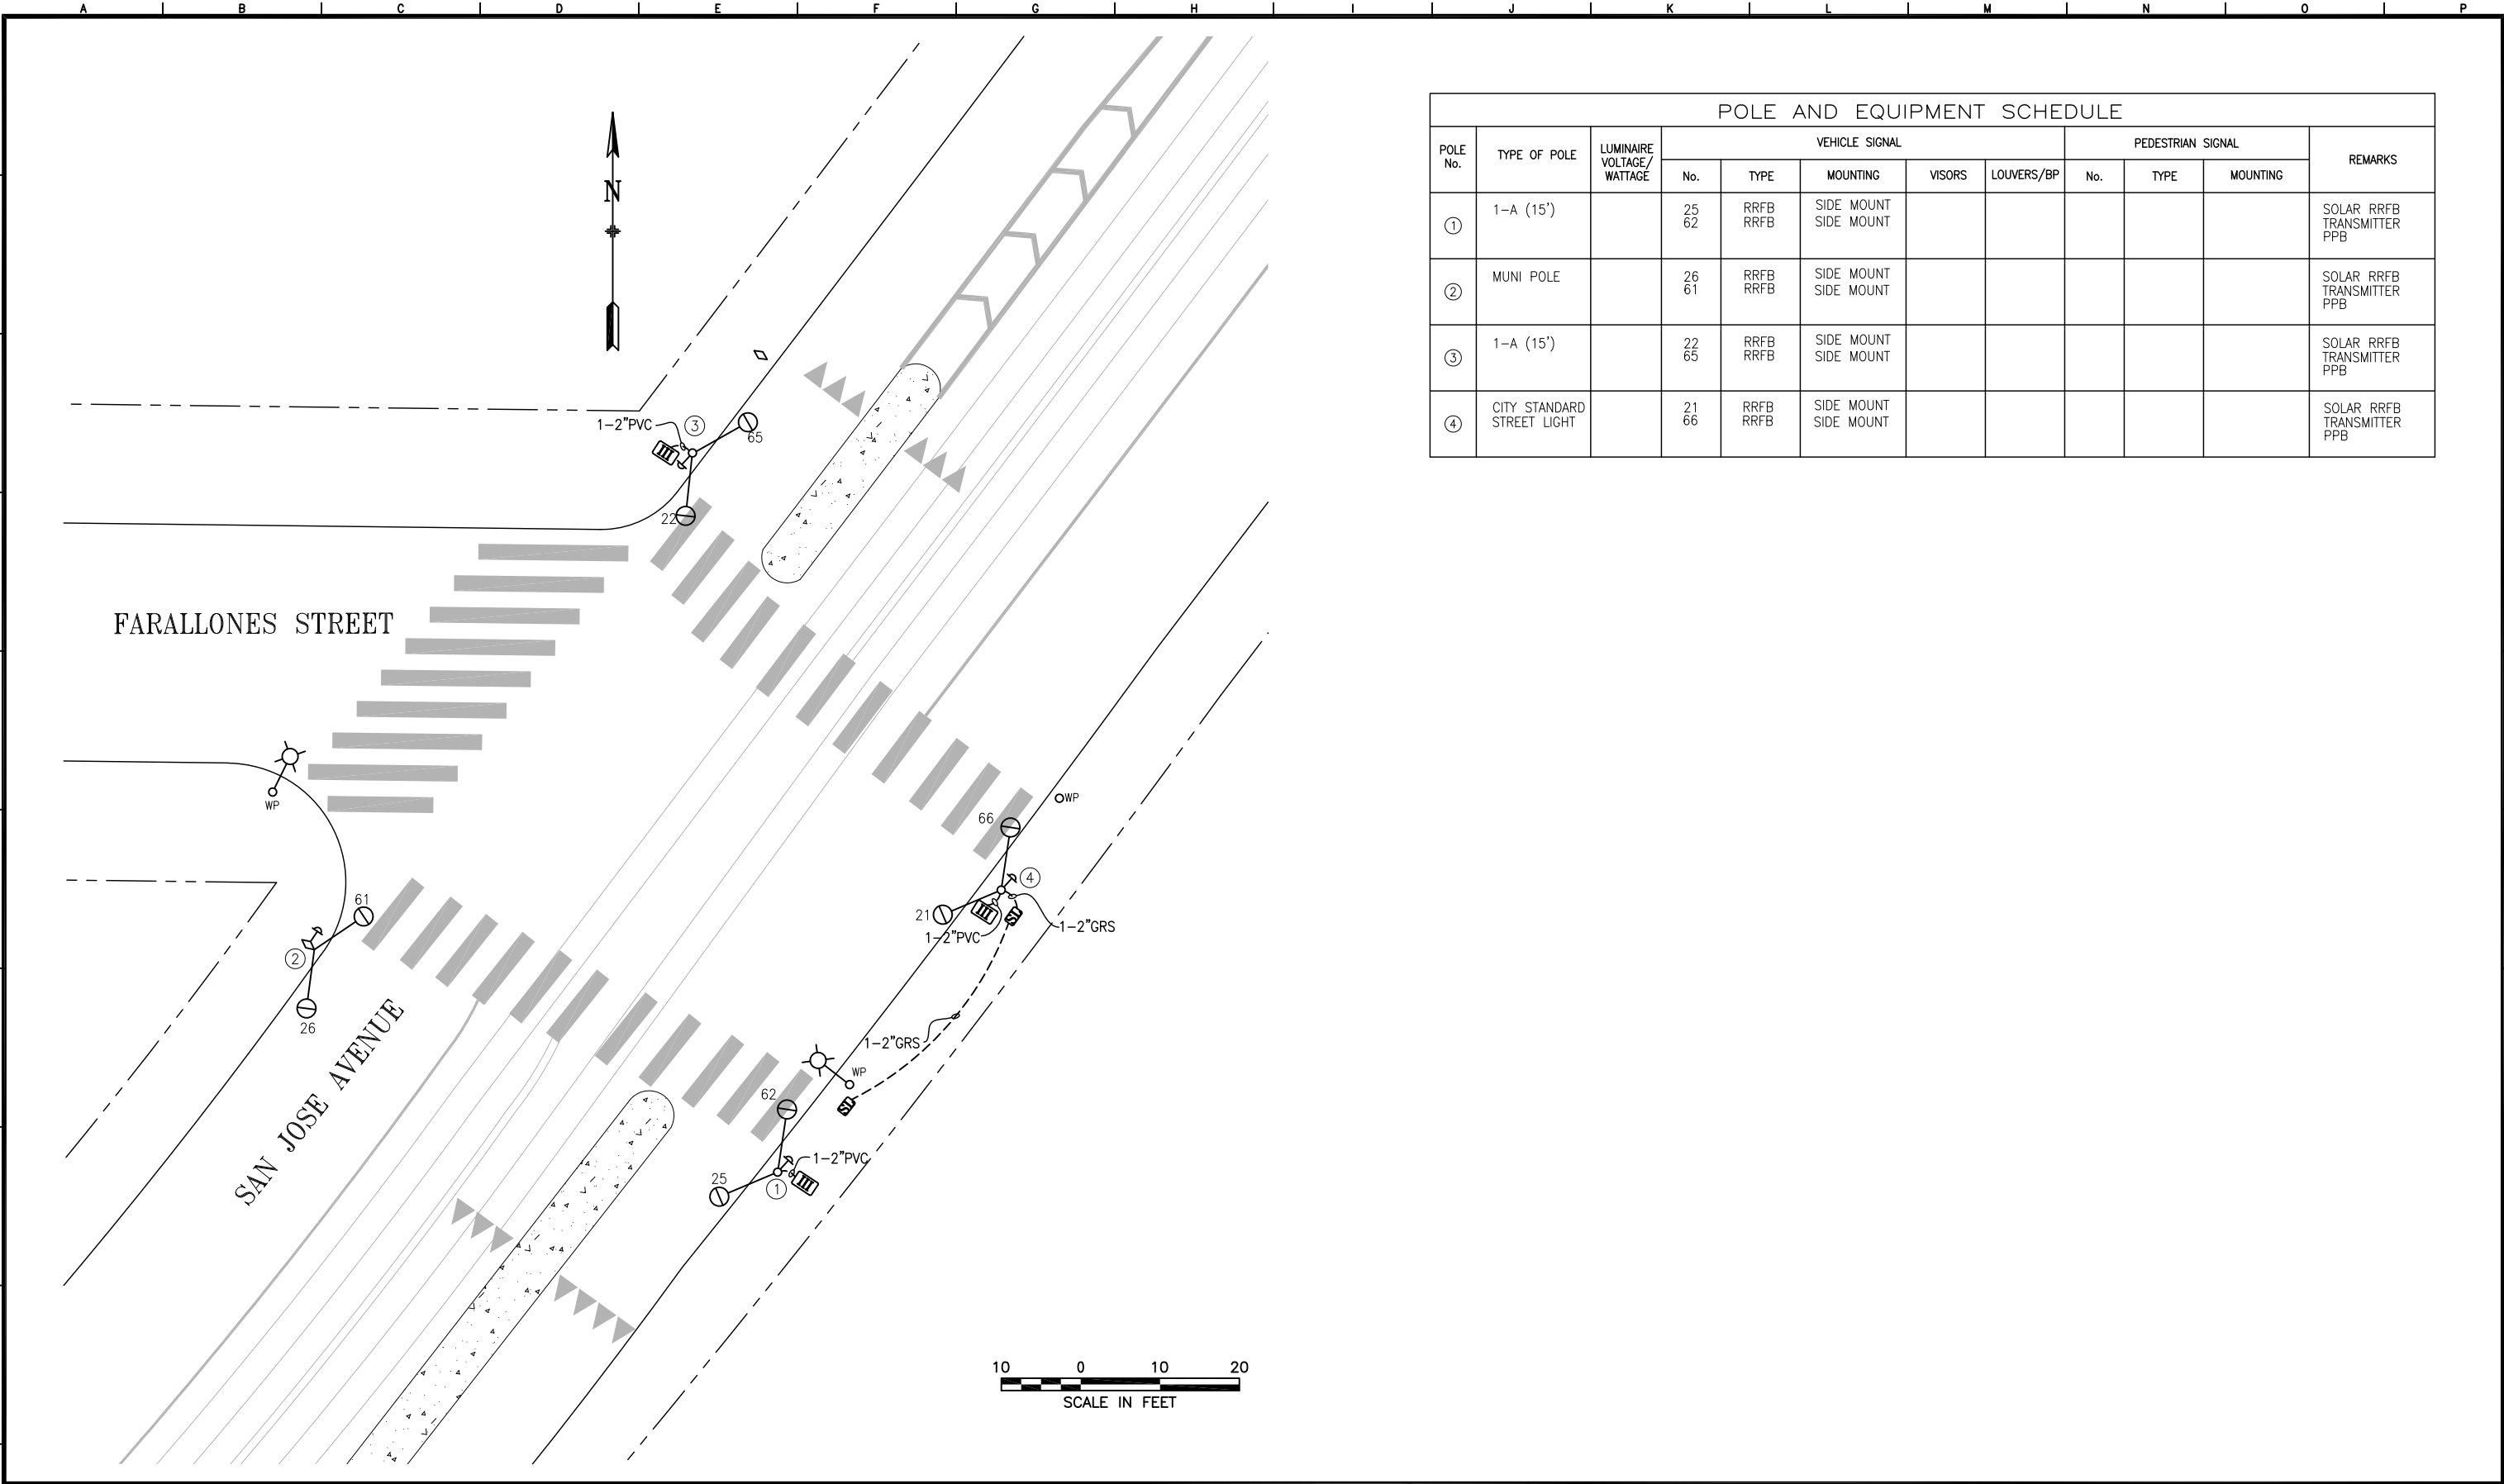 A B C D E F G H I J K L M N O P
POLE AND EQUIPMENT SCHEDULE
POLE No. TYPE OF POLE LUMINAIRE VOLTAGE/ WATTAGE VEHICLE SIGNAL PEDESTRIAN SIGNAL REMARKS
No. TYPE MOUNTING VISORS LOUVERS/BP No. TYPE MOUNTING
1 1-A (15') 25 RRFB SIDE MOUNT SOLAR RRFB
62 RRFB SIDE MOUNT TRANSMITTER
PPB
2 MUNI POLE 26 RRFB SIDE MOUNT SOLAR RRFB
61 RRFB SIDE MOUNT TRANSMITTER
PPB
3 1-A (15') 22 RRFB SIDE MOUNT SOLAR RRFB
65 RRFB SIDE MOUNT TRANSMITTER
PPB
4 CITY STANDARD 21 RRFB SIDE MOUNT SOLAR RRFB
STREET LIGHT 66 RRFB SIDE MOUNT TRANSMITTER
PPB
N
1-2"PVC 3
65
III
22
FARALLONES STREET
WP
WP
66
4
61
21
III
SL
1-2"GRS
1-2"PVC
2
26
SAN JOSE AVENUE
1-2"GRS
WP
62
SL
1-2"PVC
25
1
III
10 0 10 20
SCALE IN FEET